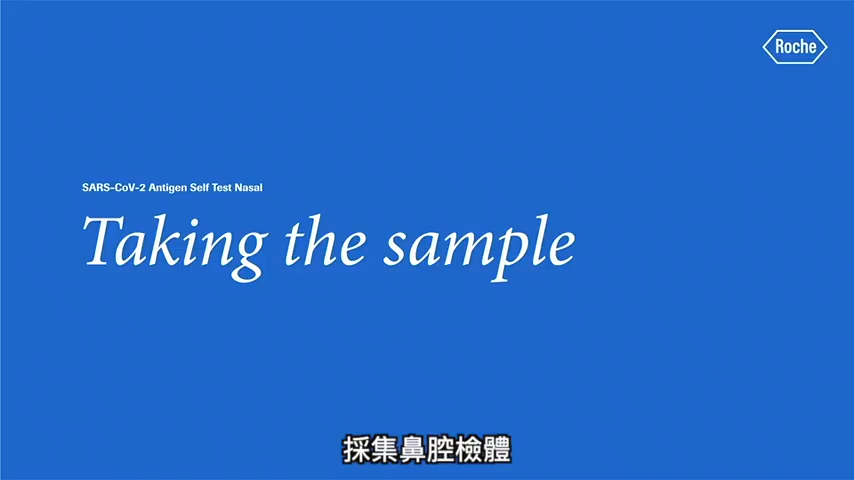 Roche
SARS-CoV-2 Antigen Self Test Nasal
Taking the sample
採集鼻腔檢體